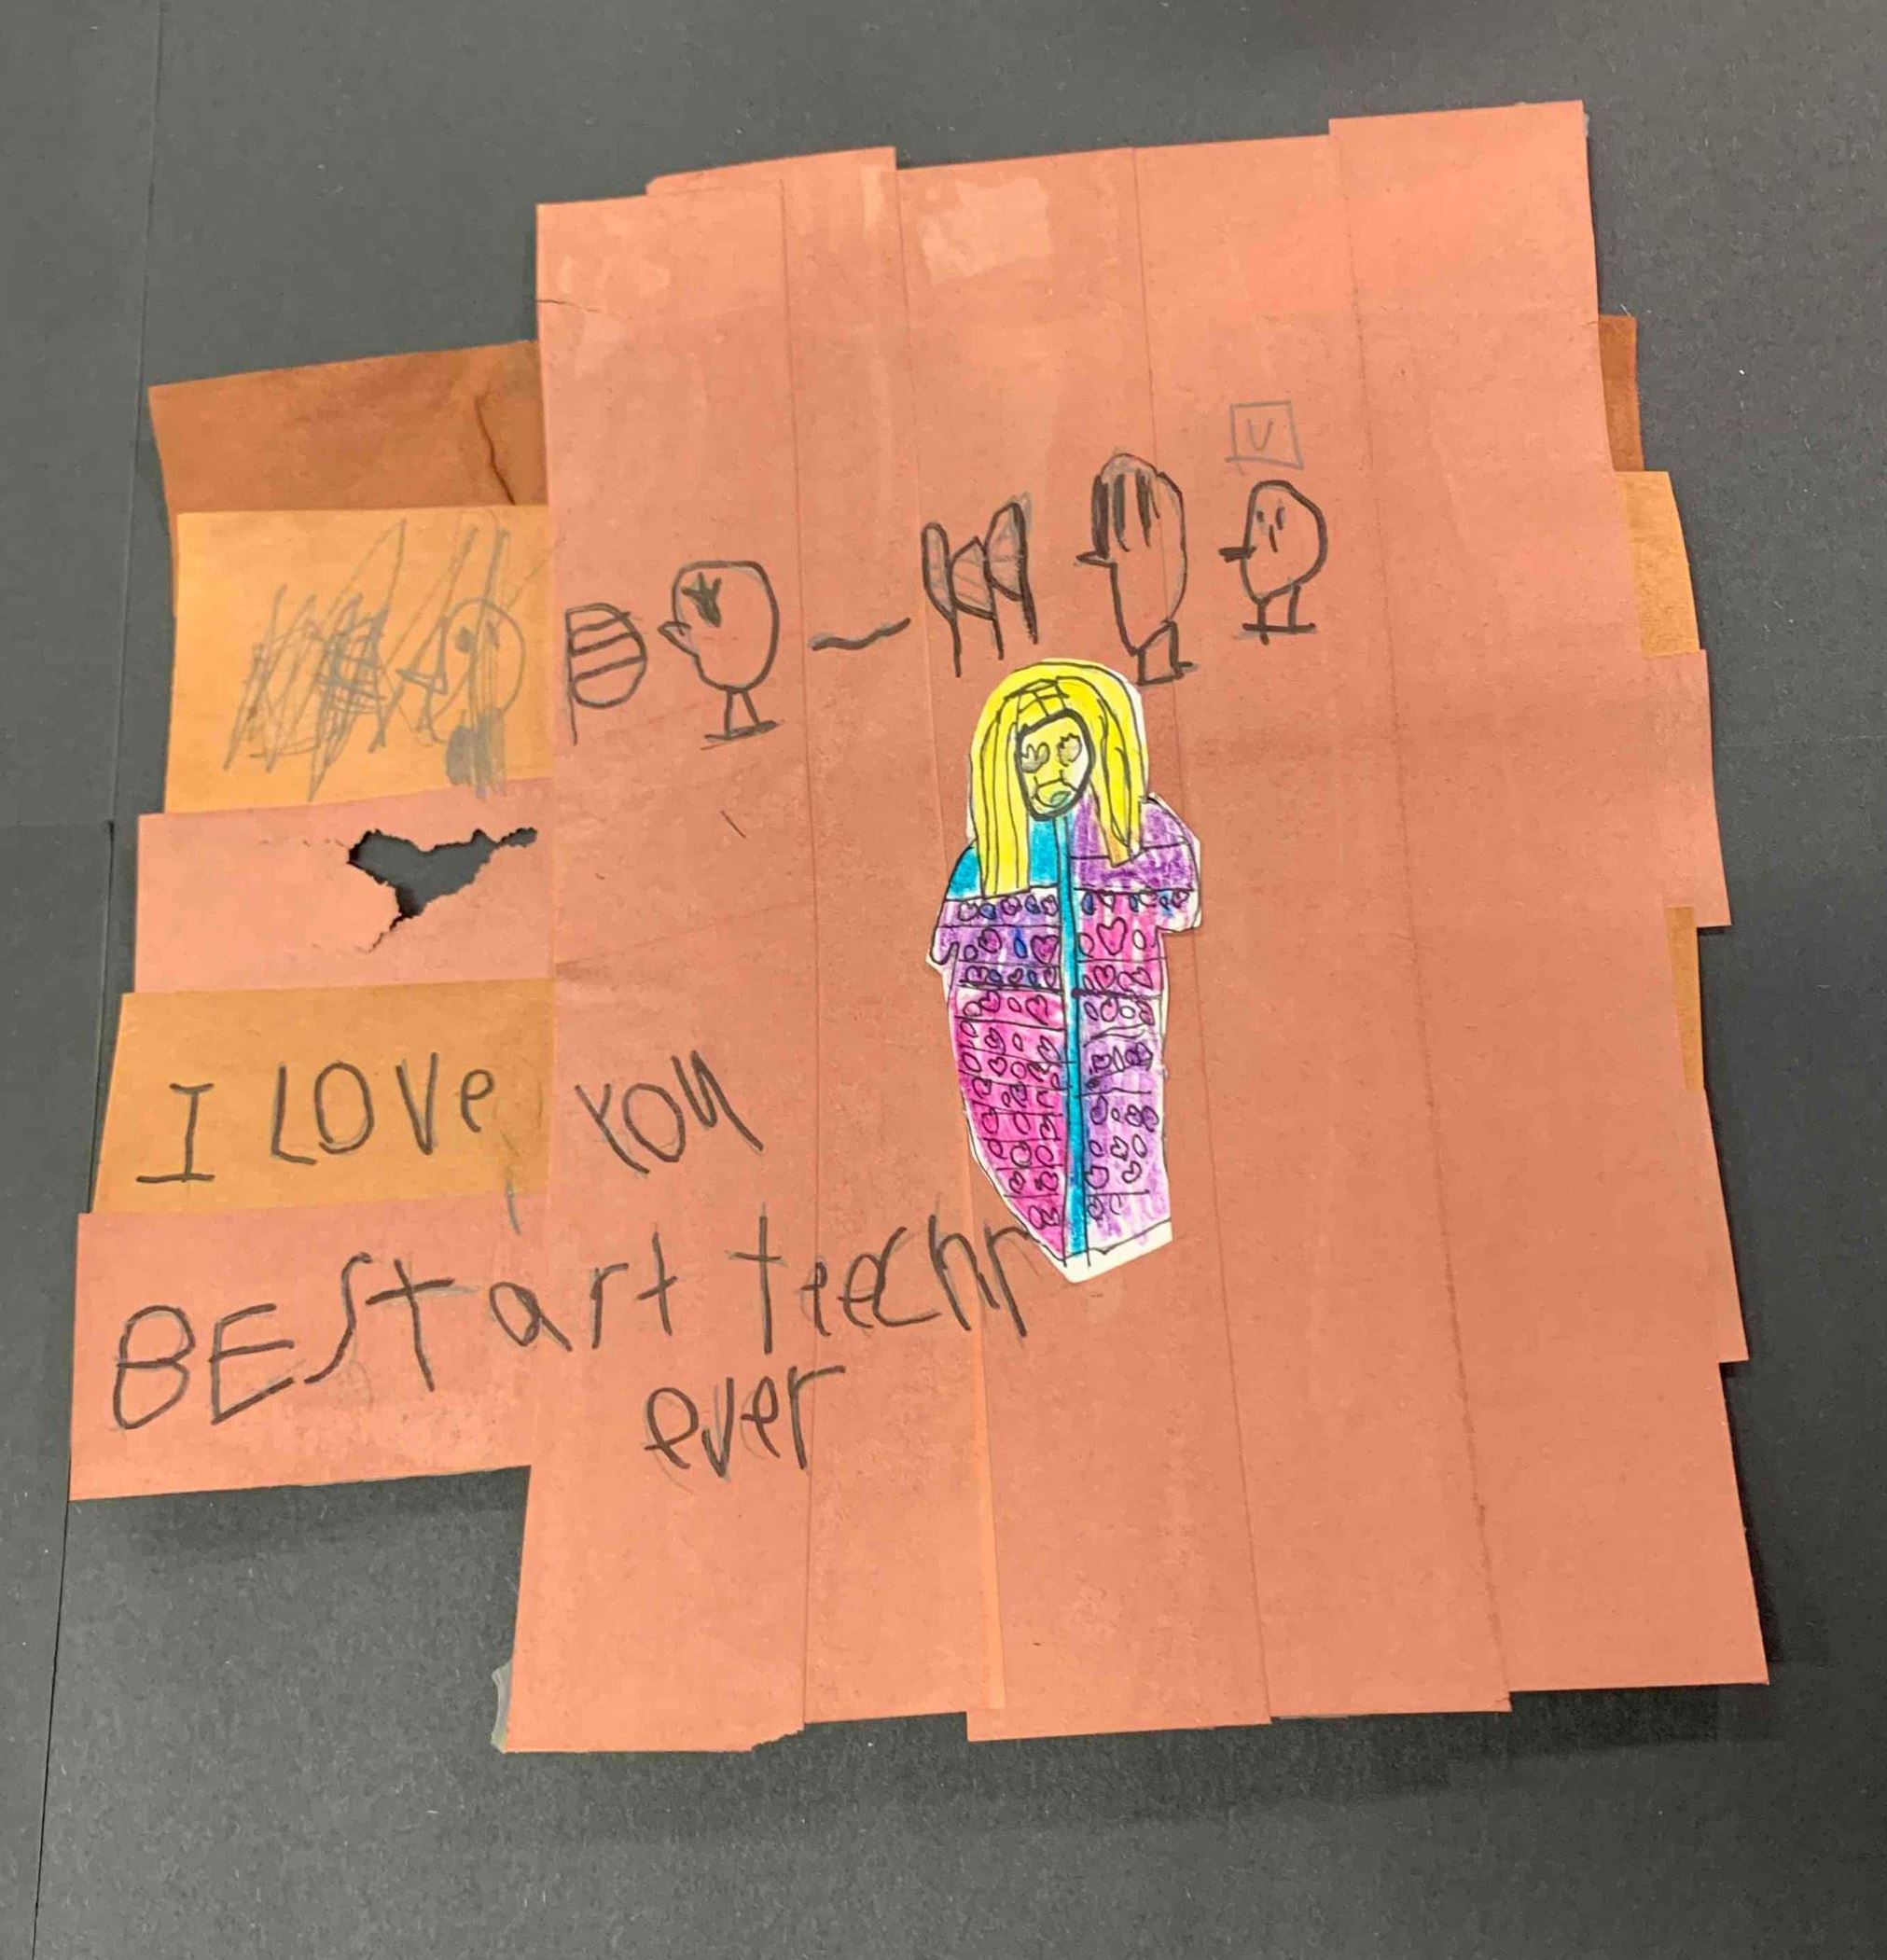 U
I LOVe YOU
BESt art teechr
ever